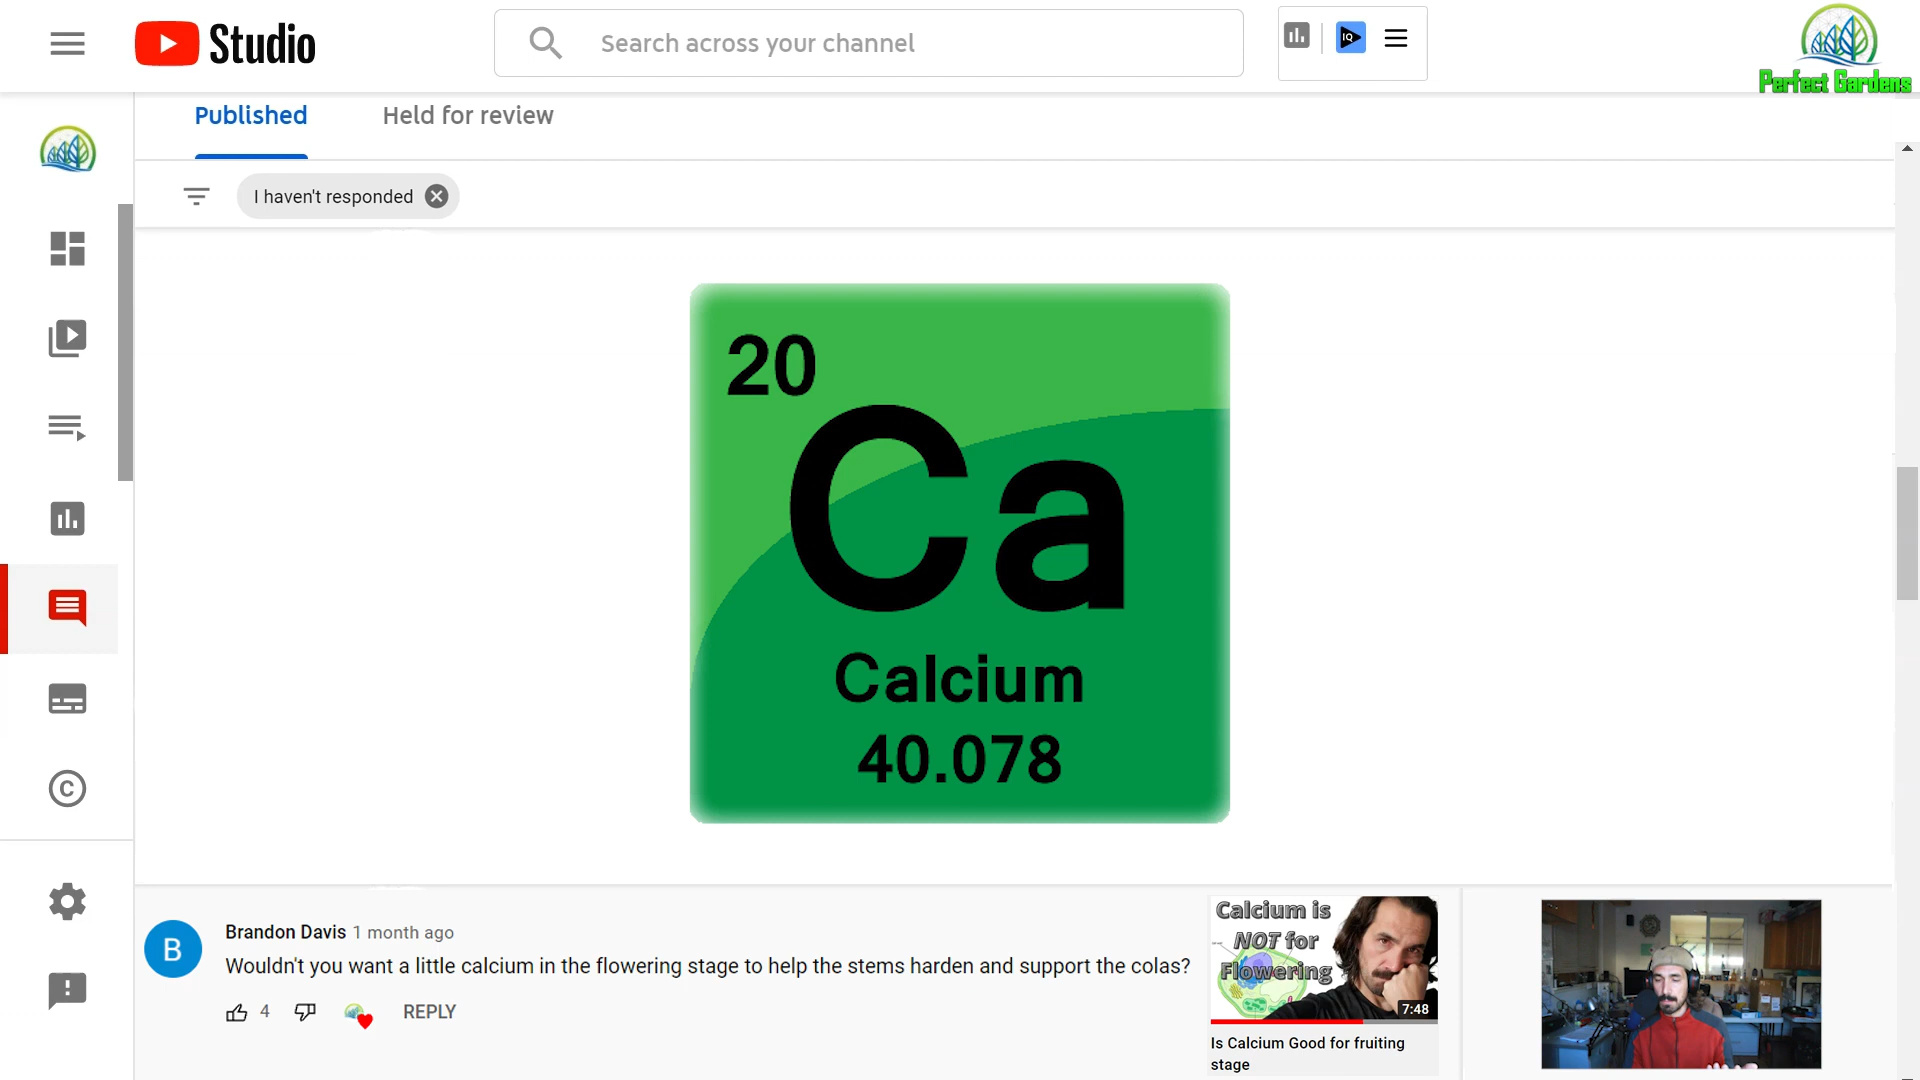 Studio
Search across your channel
IQ
Perfect Gardens
Published
Held for review
I haven't responded
20
Ca
Calcium
40.078
B
Brandon Davis 1 month ago
Wouldn't you want a little calcium in the flowering stage to help the stems harden and support the colas?
4
REPLY
Calcium is
NOT for
Flowering
7:48
Is Calcium Good for fruiting
stage